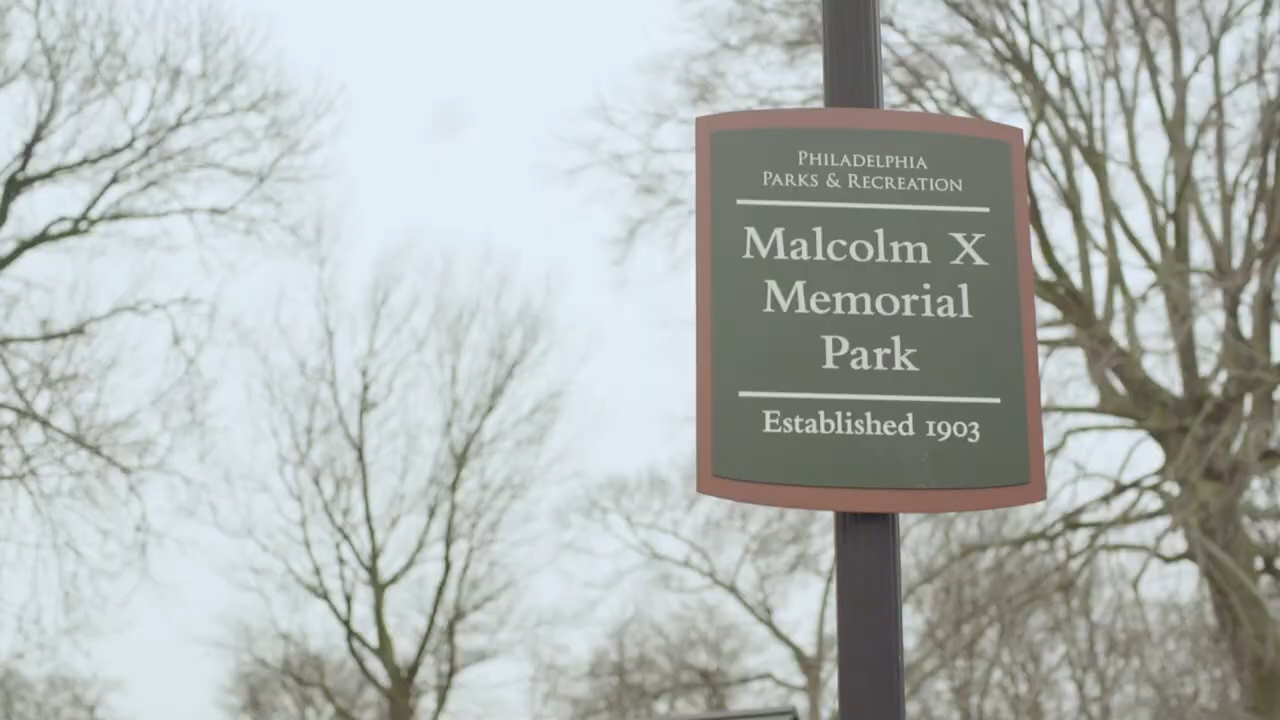 Philadelphia
Parks & Recreation
Malcolm X
Memorial
Park
Established 1903